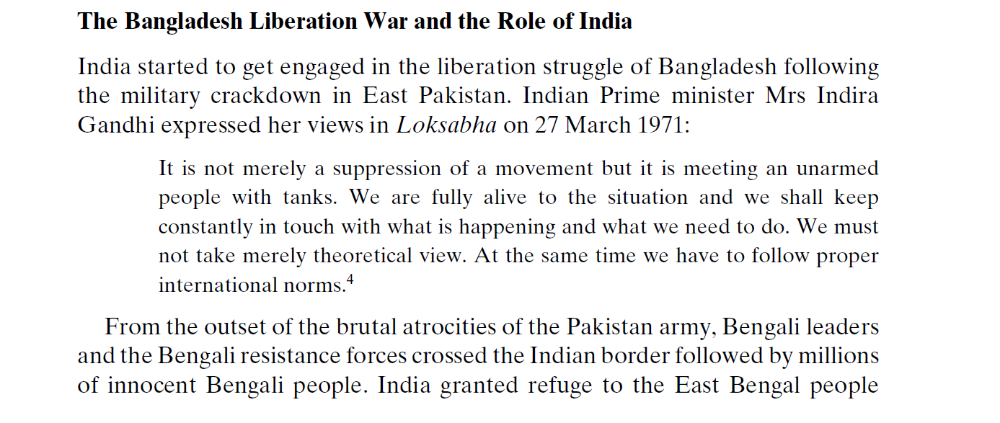 The Bangladesh Liberation War and the Role of India
India started to get engaged in the liberation struggle of Bangladesh following
the military crackdown in East Pakistan. Indian Prime minister Mrs Indira
Gandhi expressed her views in Loksabha on 27 March 1971:
It is not merely a suppression of a movement but it is meeting an unarmed
people with tanks. We are fully alive to the situation and we shall keep
constantly in touch with what is happening and what we need to do. We must
not take merely theoretical view. At the same time we have to follow proper
international norms.4
From the outset of the brutal atrocities of the Pakistan army, Bengali leaders
and the Bengali resistance forces crossed the Indian border followed by millions
of innocent Bengali people. India granted refuge to the East Bengal people